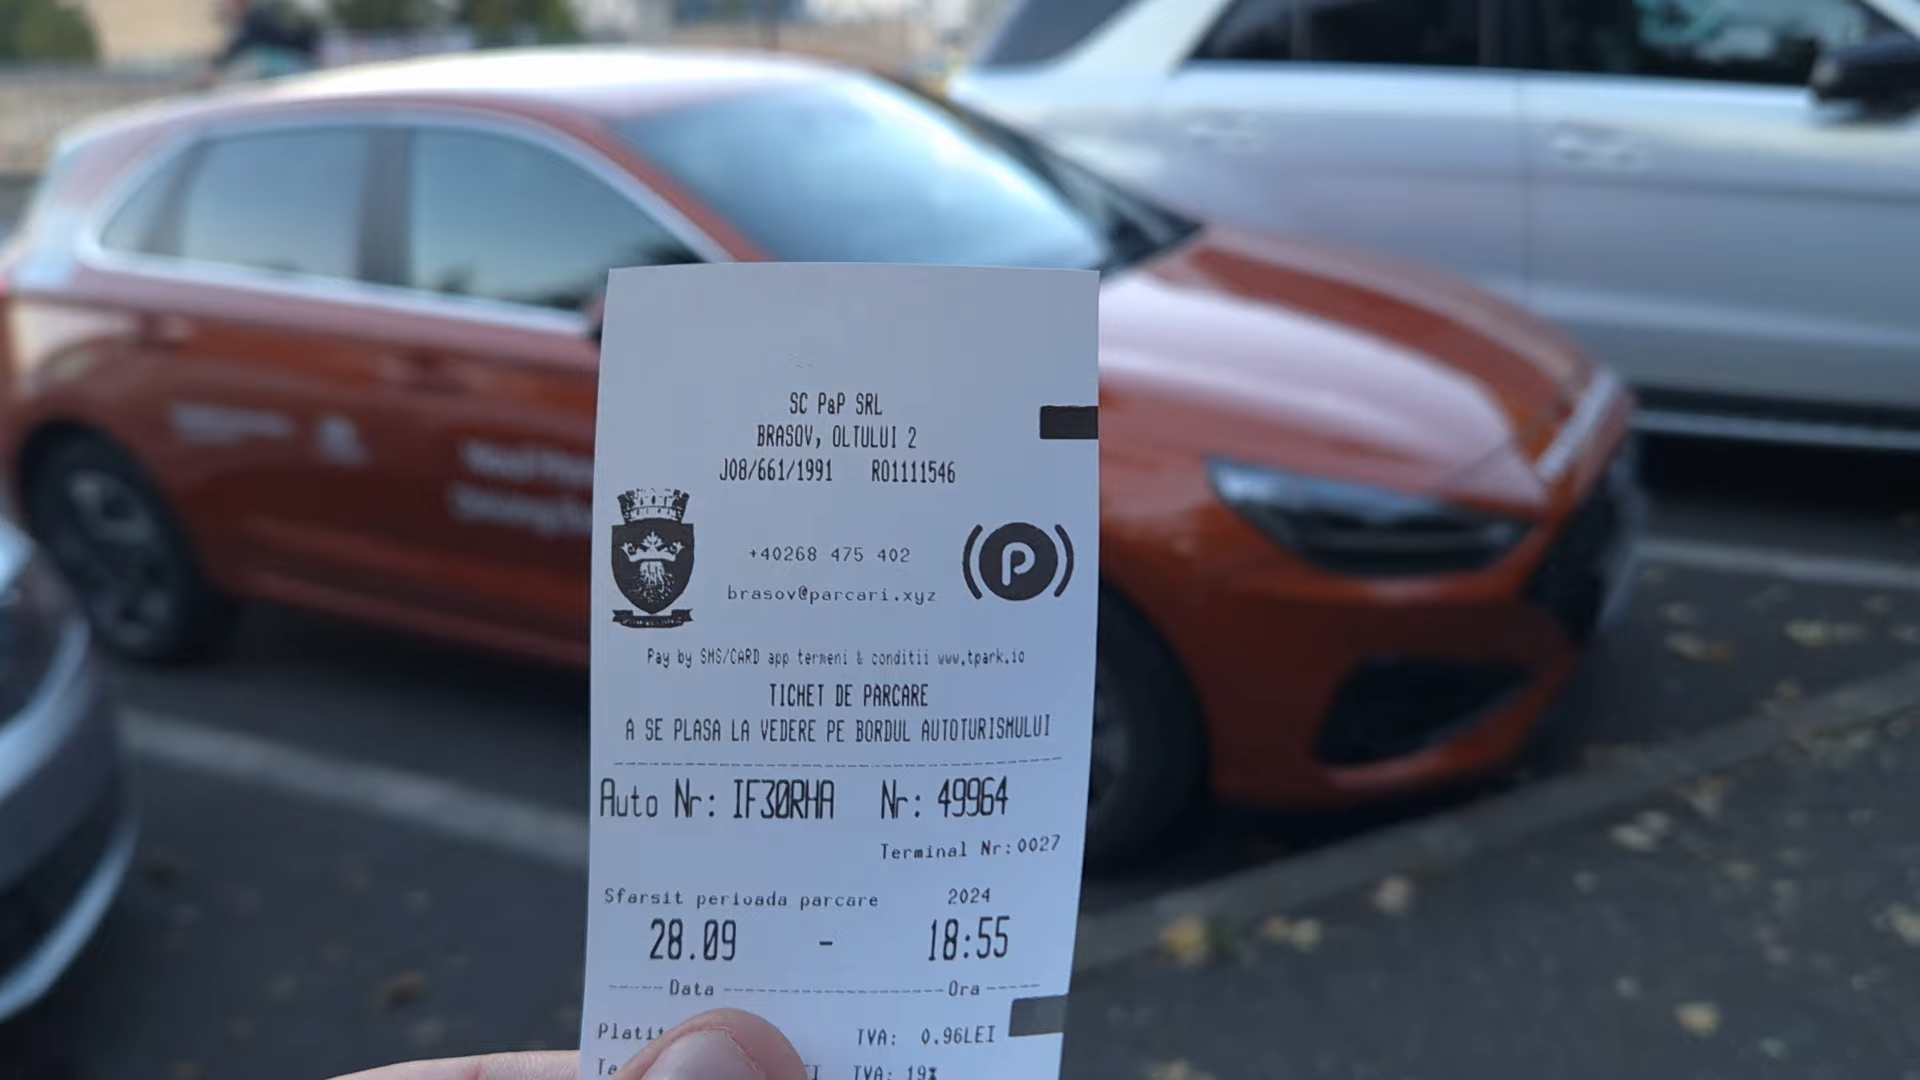 SC P&P SRL
BRASOV, OLTULUI 2
J08/661/1991 RO1111546
+40268 475 402
brasov@parcari.xyz
P
Pay by SMS/CARD app termeni & conditii www.tpark.io
TICHET DE PARCARE
A SE PLASA LA VEDERE PE BORDUL AUTOTURISMULUI
Auto Nr: IF30RHA Nr: 49964
Terminal Nr:0027
Sfarsit perioada parcare 2024
28.09 - 18:55
Data Ora
Platit TVA: 0.96LEI
TVA: 19%